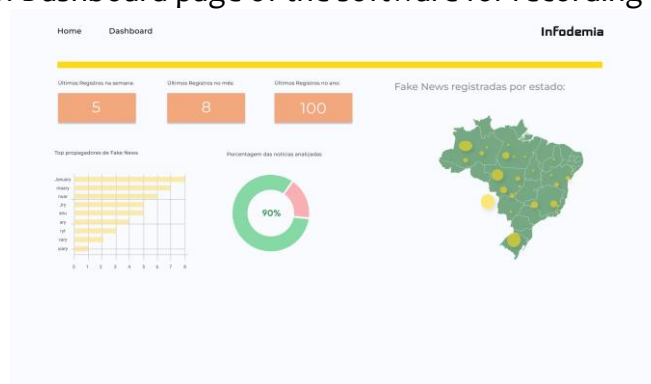 Dashboard page of the software for recording
Home Dashboard Infodemia
Últimos Registros na semana: Últimos Registros no mês: Últimos Registros no ano:
5 8 100
Fake News registradas por estado:
Top propagadores de Fake News
Porcentagem das notícias analizadas
January
90%
0 1 2 3 4 5 6 7 8